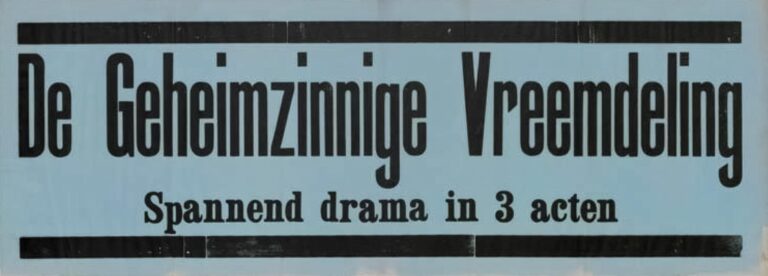 De Geheimzinnige Vreemdeling
Spannend drama in 3 acten